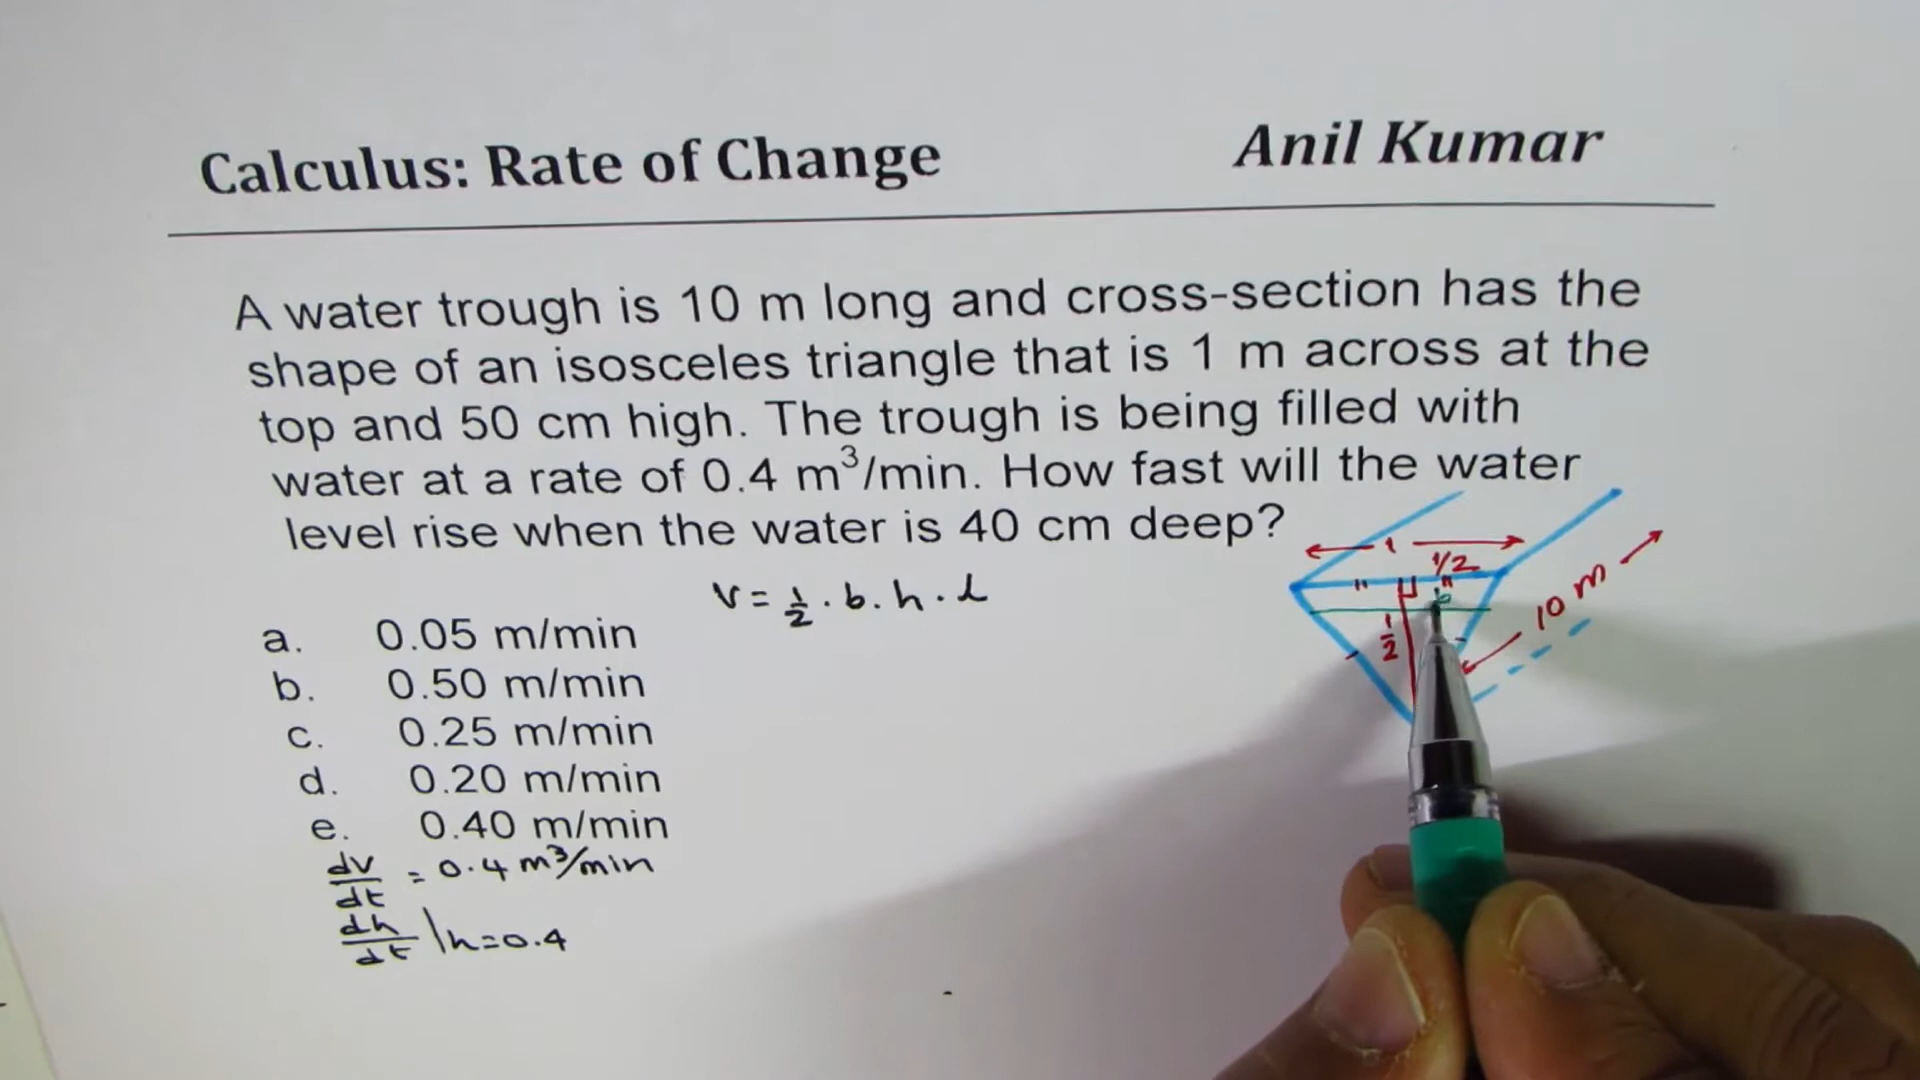 Calculus: Rate of Change
Anil Kumar
A water trough is 10 m long and cross-section has the
shape of an isosceles triangle that is 1 m across at the
top and 50 cm high. The trough is being filled with
water at a rate of 0.4 m³/min. How fast will the water
level rise when the water is 40 cm deep?
V = 1/2 · b · h · l
a. 0.05 m/min
b. 0.50 m/min
c. 0.25 m/min
d. 0.20 m/min
e. 0.40 m/min
dv/dt = 0.4 m³/min
dh/dt | h=0.4
1
1/2
1/2
b
10 m